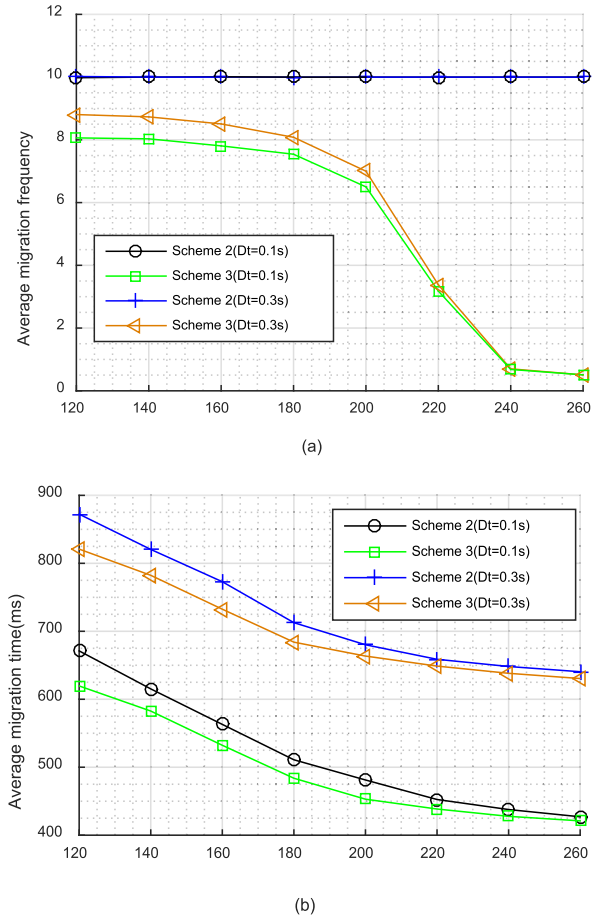 12
10
8
6
4
2
0
Average migration frequency
Scheme 2(Dt=0.1s)
Scheme 3(Dt=0.1s)
Scheme 2(Dt=0.3s)
Scheme 3(Dt=0.3s)
120 140 160 180 200 220 240 260
(a)
900
800
700
600
500
400
Average migration time(ms)
Scheme 2(Dt=0.1s)
Scheme 3(Dt=0.1s)
Scheme 2(Dt=0.3s)
Scheme 3(Dt=0.3s)
120 140 160 180 200 220 240 260
(b)